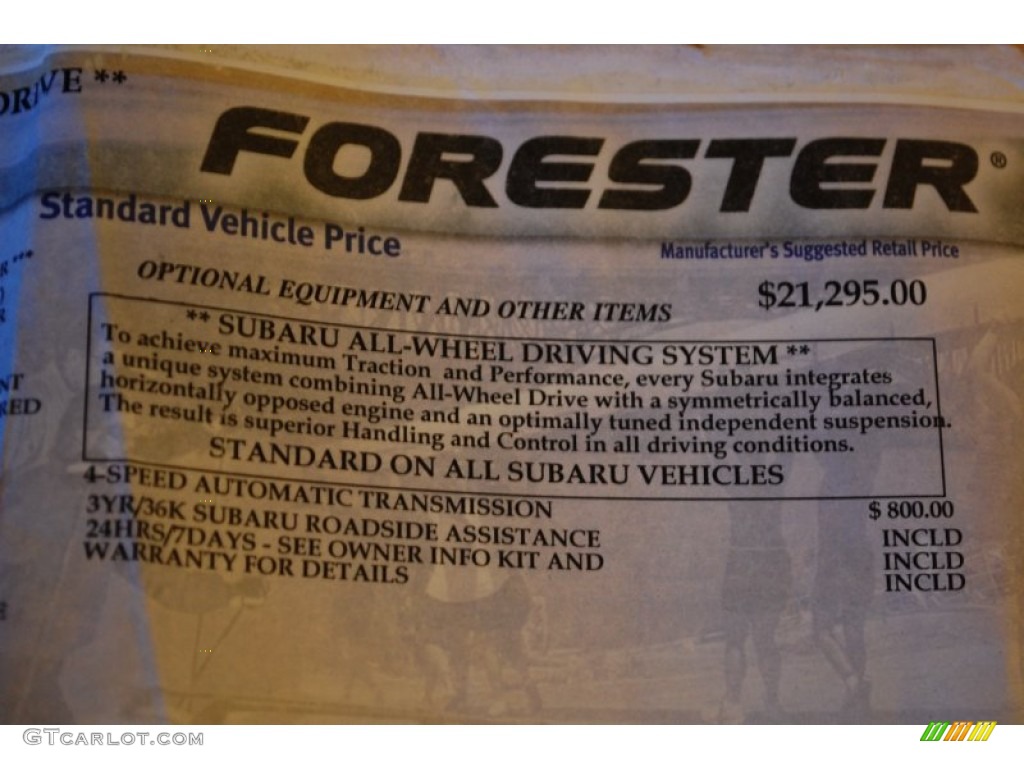 DRIVE **
FORESTER®
Standard Vehicle Price
Manufacturer's Suggested Retail Price
$21,295.00
OPTIONAL EQUIPMENT AND OTHER ITEMS
** SUBARU ALL-WHEEL DRIVING SYSTEM **
To achieve maximum Traction and Performance, every Subaru integrates
a unique system combining All-Wheel Drive with a symmetrically balanced,
horizontally opposed engine and an optimally tuned independent suspension.
The result is superior Handling and Control in all driving conditions.
STANDARD ON ALL SUBARU VEHICLES
4-SPEED AUTOMATIC TRANSMISSION $ 800.00
3YR/36K SUBARU ROADSIDE ASSISTANCE INCLD
24HRS/7DAYS - SEE OWNER INFO KIT AND INCLD
WARRANTY FOR DETAILS INCLD
GTCARLOT.COM